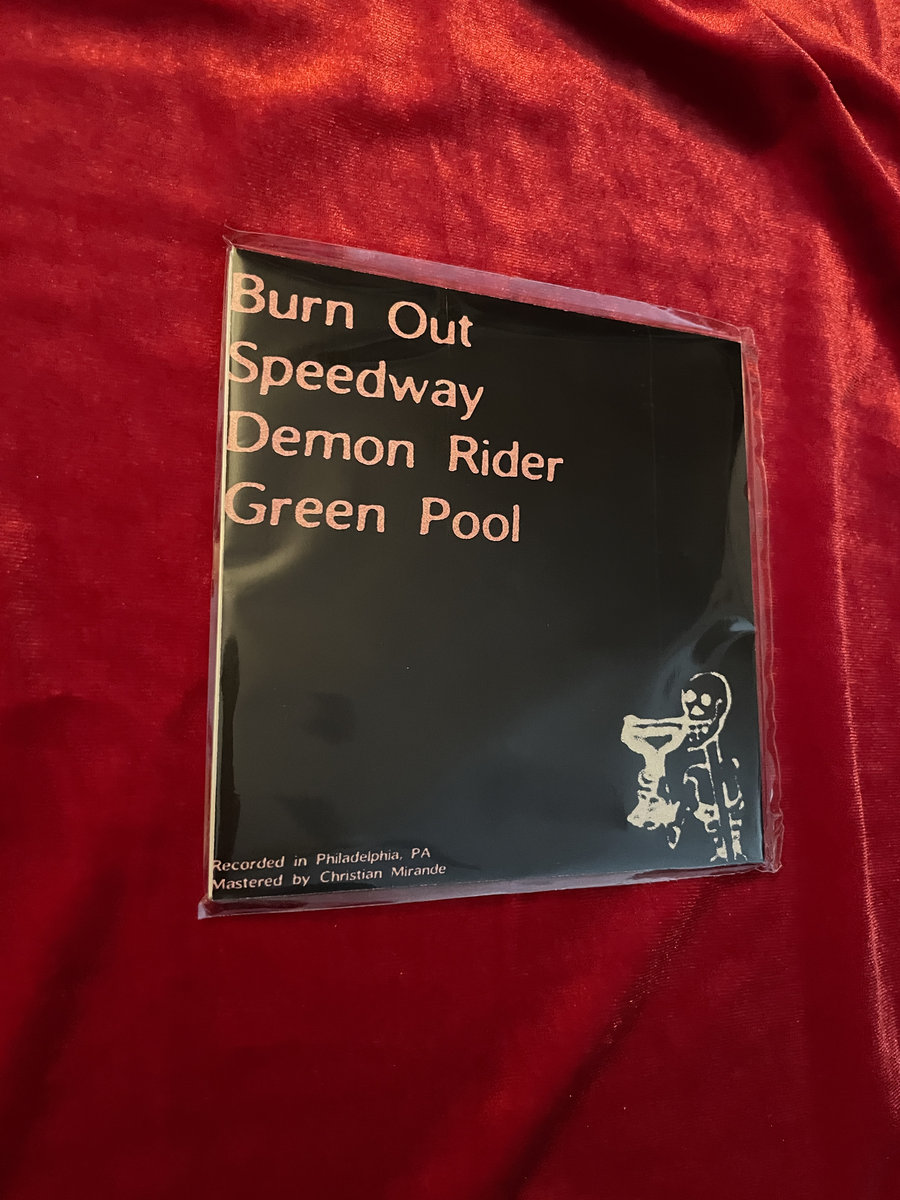 Burn Out
Speedway
Demon Rider
Green Pool
Recorded in Philadelphia, PA
Mastered by Christian Mirande